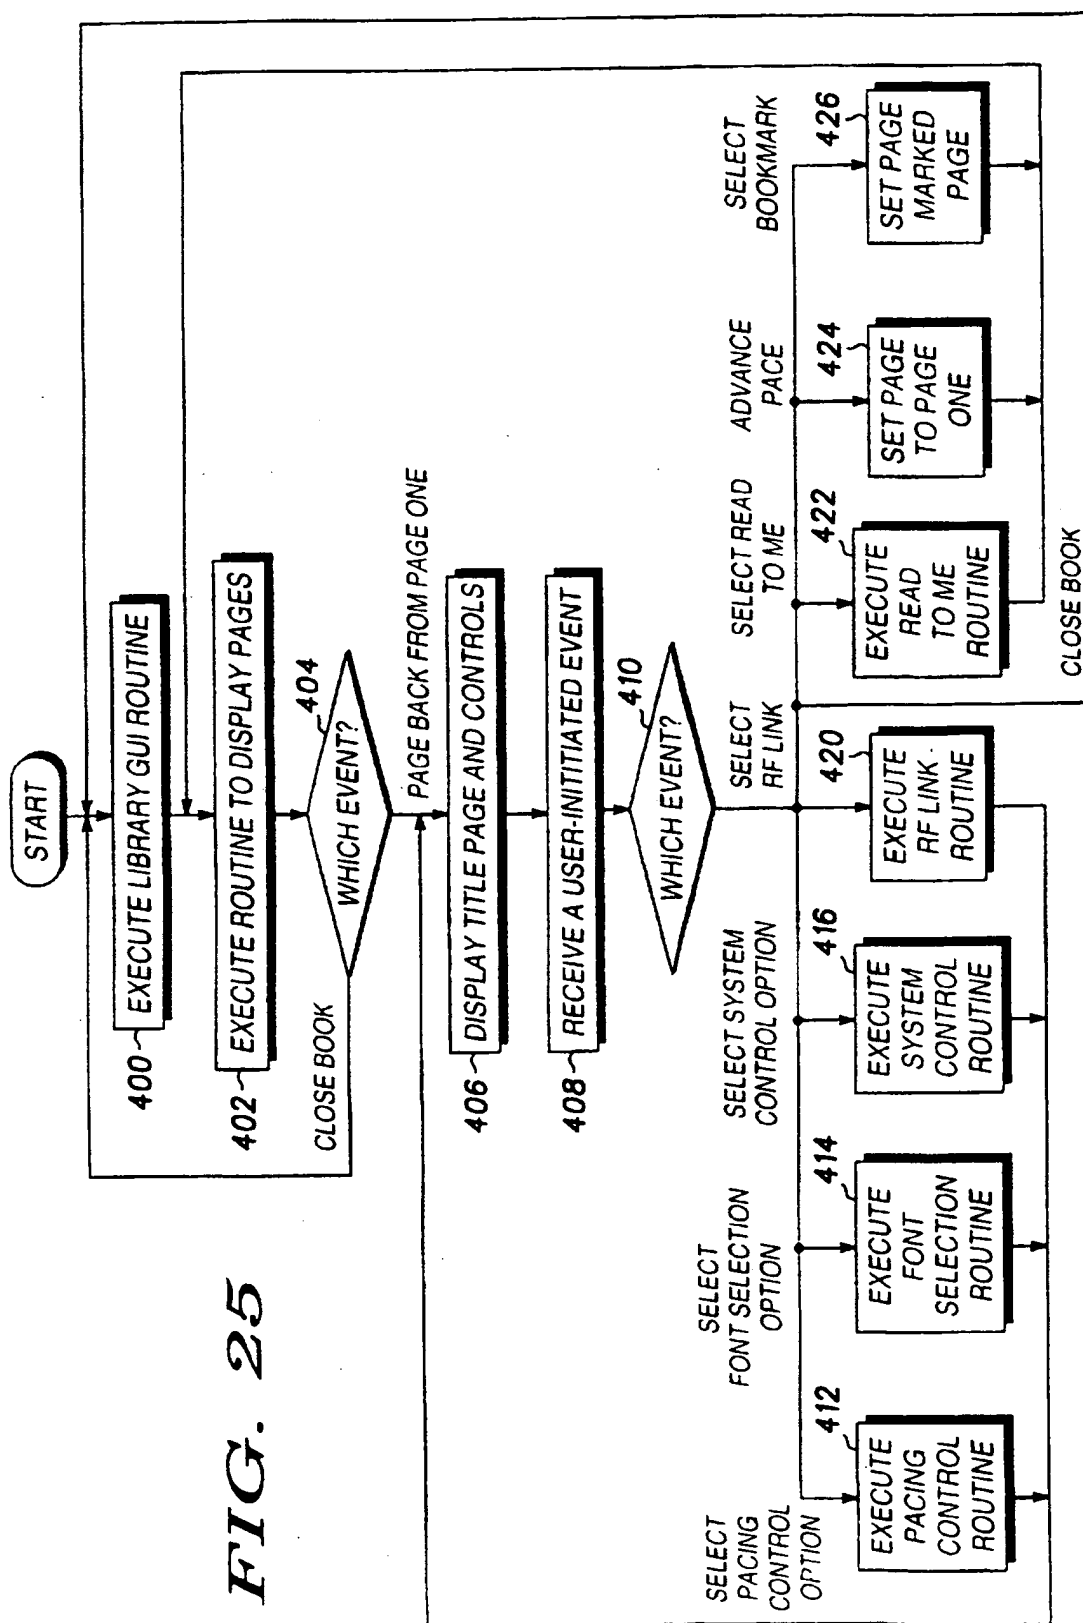 FIG. 25
START
EXECUTE LIBRARY GUI ROUTINE
400
EXECUTE ROUTINE TO DISPLAY PAGES
402
WHICH EVENT?
404
CLOSE BOOK
PAGE BACK FROM PAGE ONE
DISPLAY TITLE PAGE AND CONTROLS
406
RECEIVE A USER-INITIATED EVENT
408
WHICH EVENT?
410
SELECT
PACING
CONTROL
OPTION
SELECT
FONT SELECTION
OPTION
SELECT SYSTEM
CONTROL OPTION
SELECT
RF LINK
SELECT READ
TO ME
ADVANCE
PACE
SELECT
BOOKMARK
412
EXECUTE
PACING
CONTROL
ROUTINE
414
EXECUTE
FONT
SELECTION
ROUTINE
416
EXECUTE
SYSTEM
CONTROL
ROUTINE
420
EXECUTE
RF LINK
ROUTINE
422
EXECUTE
READ
TO ME
ROUTINE
424
SET PAGE
TO PAGE
ONE
426
SET PAGE
MARKED
PAGE
CLOSE BOOK